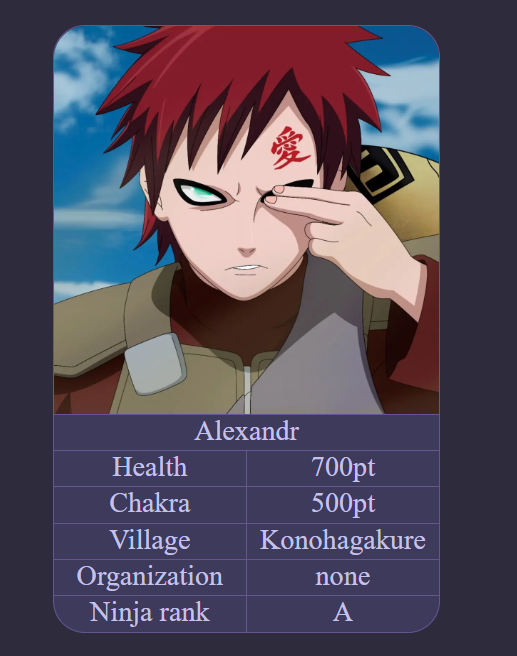 愛
Alexandr
Health 700pt
Chakra 500pt
Village Konohagakure
Organization none
Ninja rank A